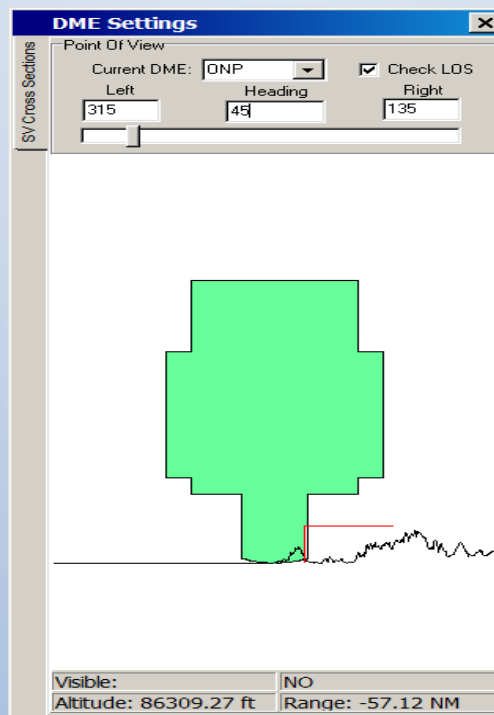 DME Settings
SV Cross Sections
Point Of View
Current DME: ONP Check LOS
Left Heading Right
315 45 135
Visible: NO
Altitude: 86309.27 ft Range: -57.12 NM